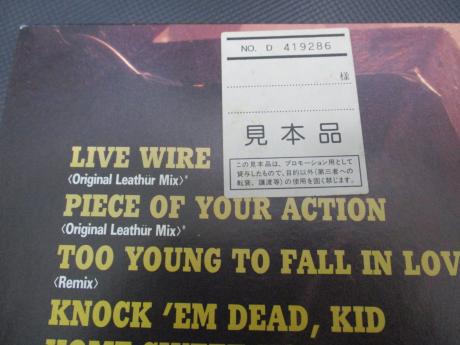 NO. D 419286
様
見本品
この見本品は、プロモーション用として
貸与したもので、目的以外(第三者への
転貸、譲渡等)の使用を固く禁じます。
LIVE WIRE
〈Original Leathür Mix〉*
PIECE OF YOUR ACTION
〈Original Leathür Mix〉*
TOO YOUNG TO FALL IN LOV
〈Remix〉
KNOCK 'EM DEAD, KID
HOME SWEET